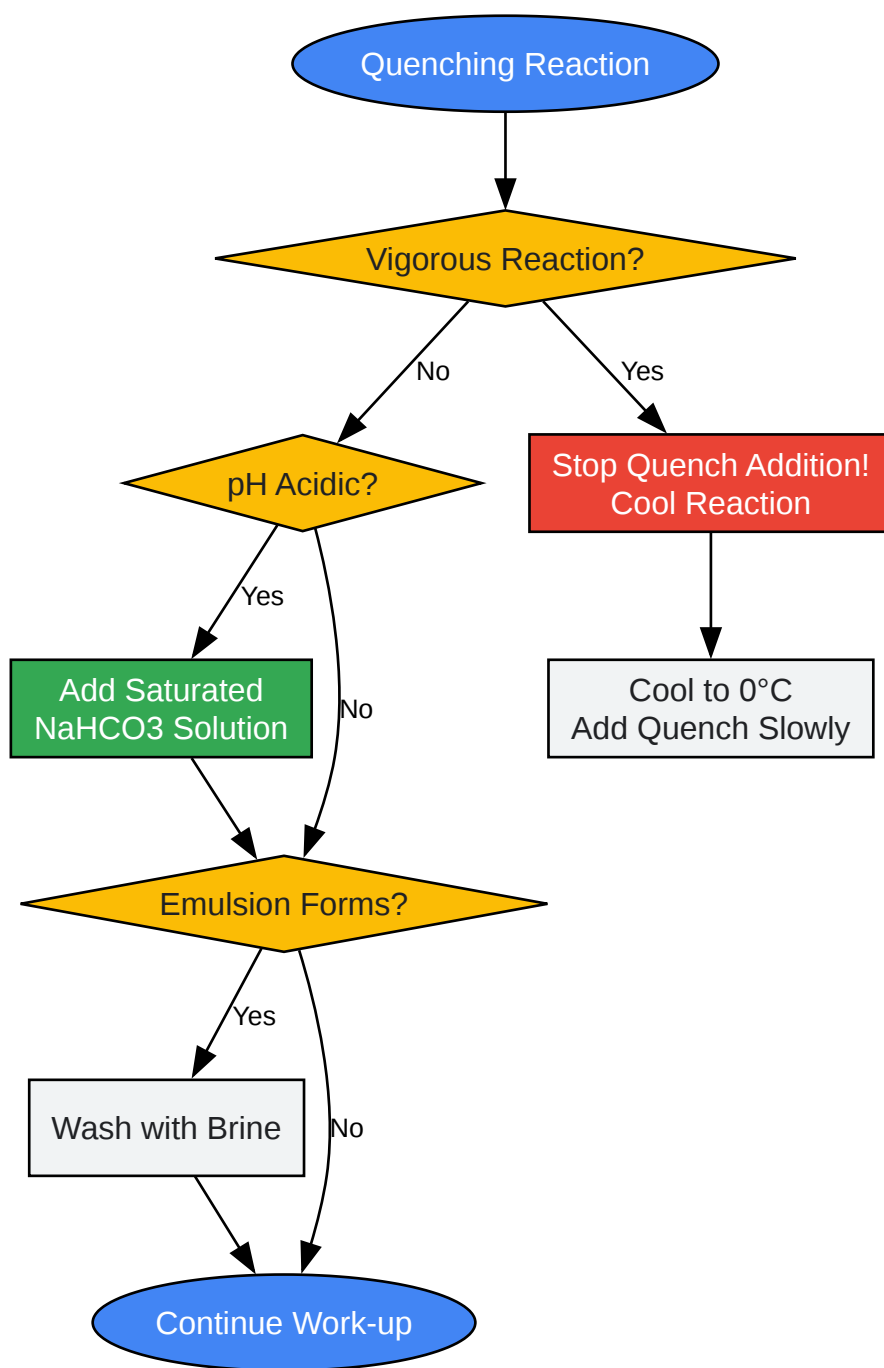 Quenching Reaction
Vigorous Reaction?
No
Yes
pH Acidic?
Stop Quench Addition!
Cool Reaction
Yes
No
Add Saturated
NaHCO3 Solution
Cool to 0°C
Add Quench Slowly
Emulsion Forms?
Yes
No
Wash with Brine
Continue Work-up